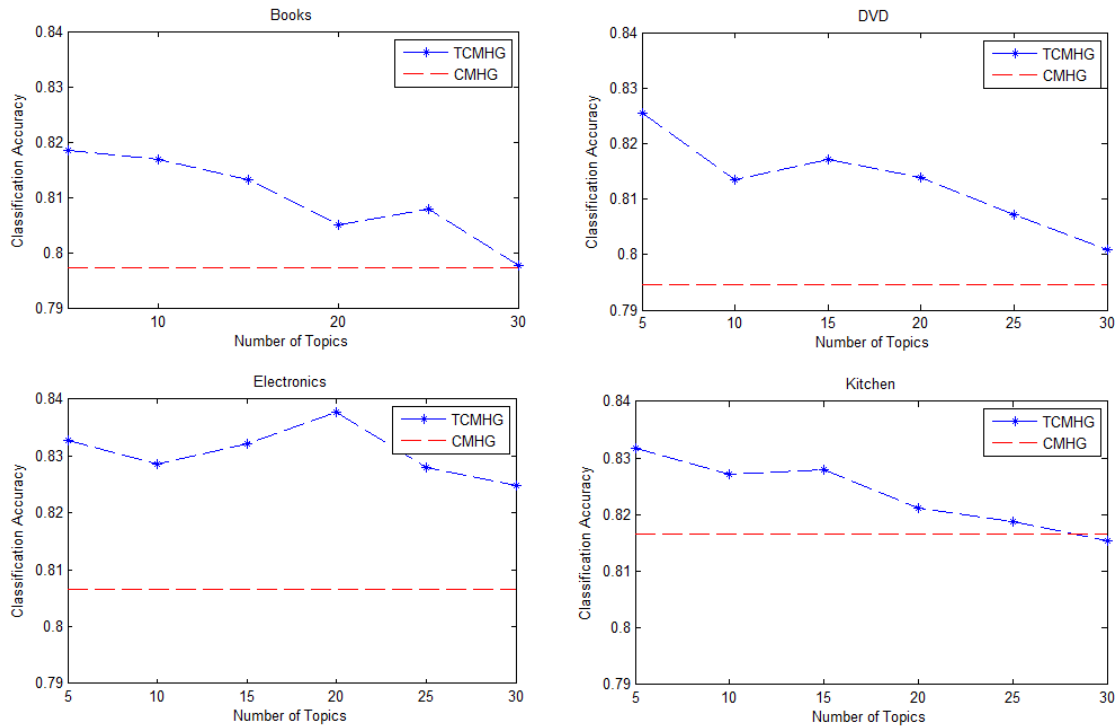 Books
0.84
0.83
0.82
0.81
0.8
0.79
10
20
30
Classification Accuracy
Number of Topics
TCMHG
CMHG
DVD
0.84
0.83
0.82
0.81
0.8
0.79
5
10
15
20
25
30
Classification Accuracy
Number of Topics
TCMHG
CMHG
Electronics
0.84
0.83
0.82
0.81
0.8
0.79
5
10
15
20
25
30
Classification Accuracy
Number of Topics
TCMHG
CMHG
Kitchen
0.84
0.83
0.82
0.81
0.8
0.79
5
10
15
20
25
30
Classification Accuracy
Number of Topics
TCMHG
CMHG